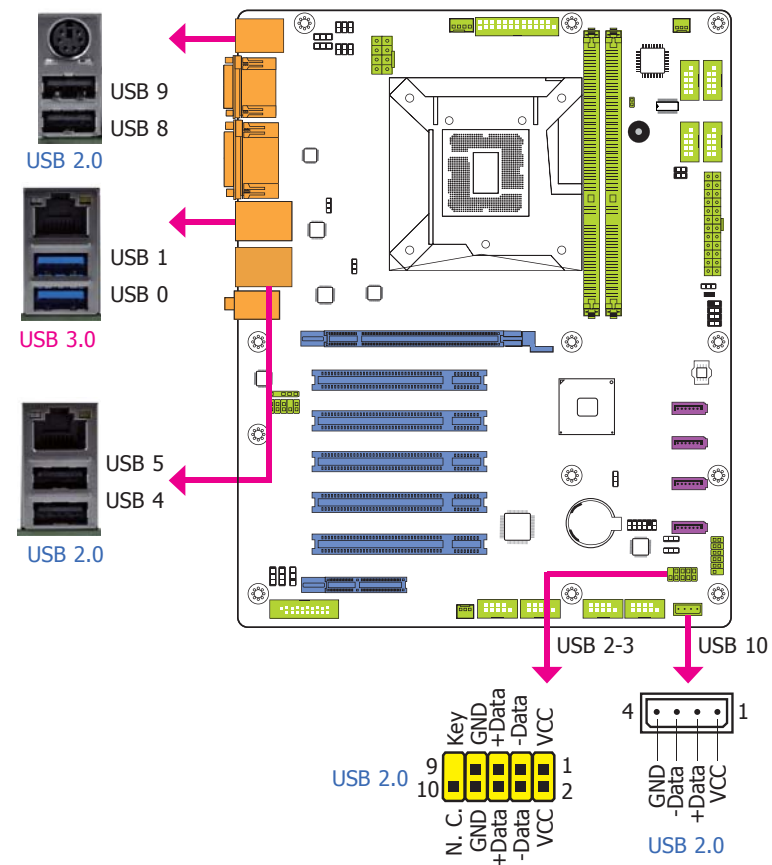 USB 9
USB 8
USB 2.0
USB 1
USB 0
USB 3.0
USB 5
USB 4
USB 2.0
USB 2-3
USB 10
Key
GND
+Data
-Data
VCC
9
1
USB 2.0
10
2
N. C.
GND
+Data
-Data
VCC
4
1
GND
-Data
+Data
VCC
USB 2.0